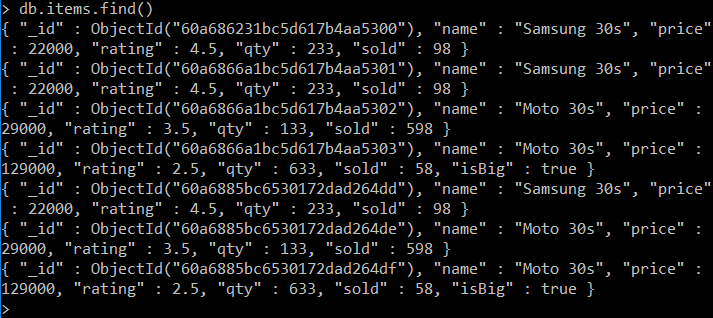 > db.items.find()
{ "_id" : ObjectId("60a686231bc5d617b4aa5300"), "name" : "Samsung 30s", "price"
 : 22000, "rating" : 4.5, "qty" : 233, "sold" : 98 }
{ "_id" : ObjectId("60a6866a1bc5d617b4aa5301"), "name" : "Samsung 30s", "price"
 : 22000, "rating" : 4.5, "qty" : 233, "sold" : 98 }
{ "_id" : ObjectId("60a6866a1bc5d617b4aa5302"), "name" : "Moto 30s", "price" :
29000, "rating" : 3.5, "qty" : 133, "sold" : 598 }
{ "_id" : ObjectId("60a6866a1bc5d617b4aa5303"), "name" : "Moto 30s", "price" :
129000, "rating" : 2.5, "qty" : 633, "sold" : 58, "isBig" : true }
{ "_id" : ObjectId("60a6885bc6530172dad264dd"), "name" : "Samsung 30s", "price"
 : 22000, "rating" : 4.5, "qty" : 233, "sold" : 98 }
{ "_id" : ObjectId("60a6885bc6530172dad264de"), "name" : "Moto 30s", "price" :
29000, "rating" : 3.5, "qty" : 133, "sold" : 598 }
{ "_id" : ObjectId("60a6885bc6530172dad264df"), "name" : "Moto 30s", "price" :
129000, "rating" : 2.5, "qty" : 633, "sold" : 58, "isBig" : true }
>